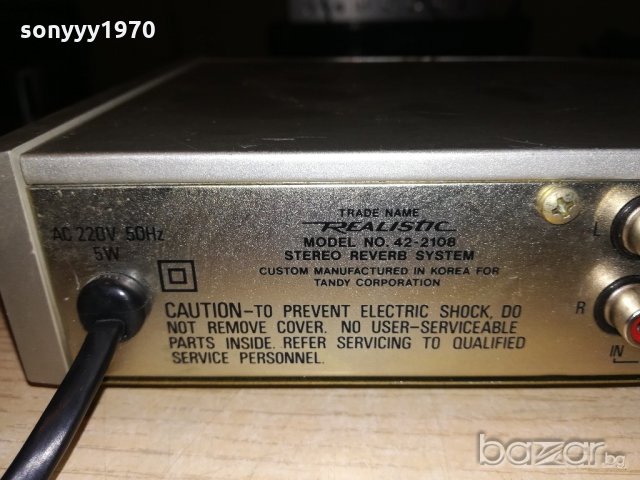 sonyyy1970
TRADE NAME
REALISTIC
MODEL NO. 42-2108
STEREO REVERB SYSTEM
CUSTOM MANUFACTURED IN KOREA FOR
TANDY CORPORATION
AC 220V 50Hz
5W
CAUTION–TO PREVENT ELECTRIC SHOCK, DO
NOT REMOVE COVER. NO USER-SERVICEABLE
PARTS INSIDE. REFER SERVICING TO QUALIFIED
SERVICE PERSONNEL.
L
R
IN
bazar.bg